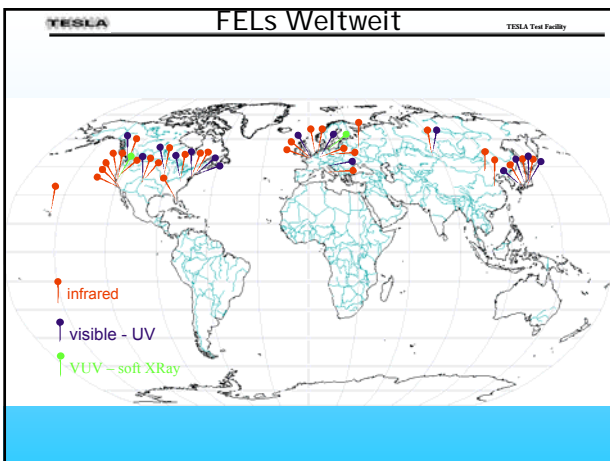 TESLA
FELs Weltweit
TESLA Test Facility
infrared
visible - UV
VUV – soft XRay